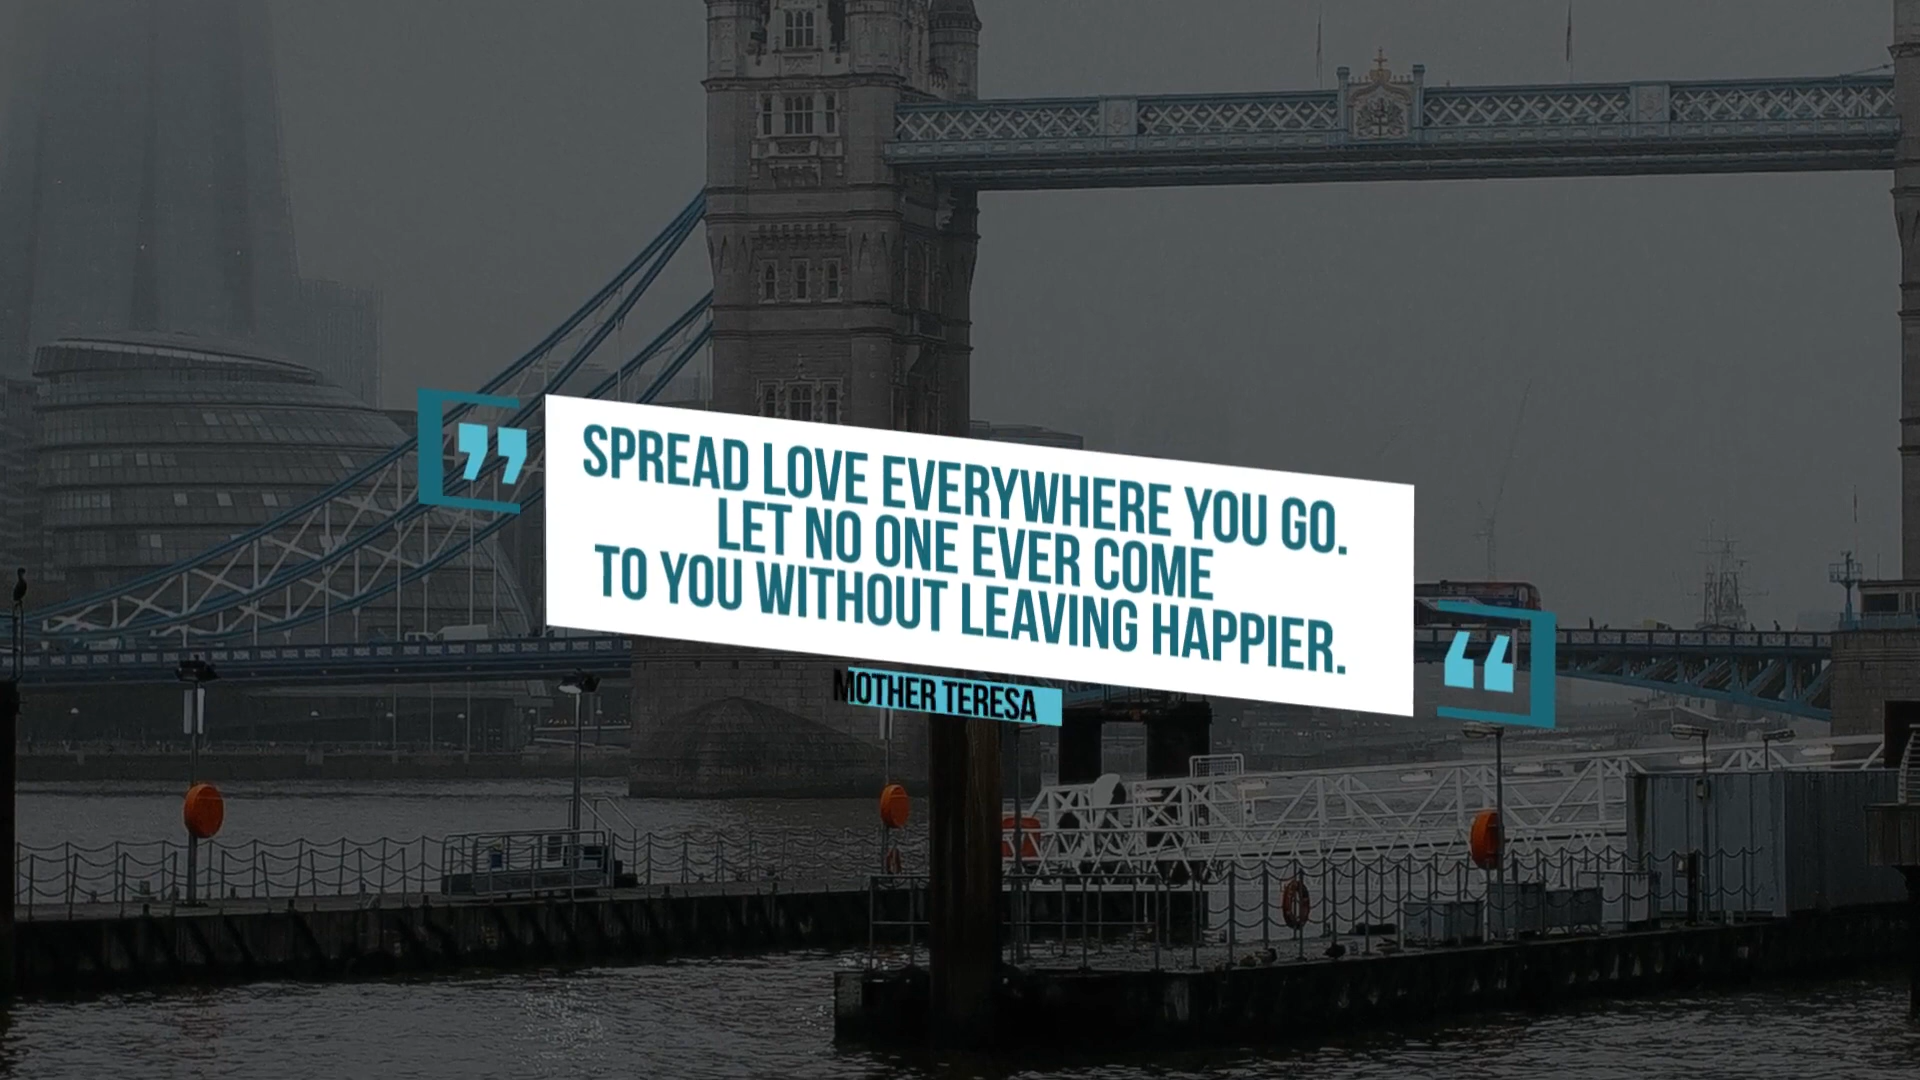 ”
SPREAD LOVE EVERYWHERE YOU GO.
LET NO ONE EVER COME
TO YOU WITHOUT LEAVING HAPPIER.
“
MOTHER TERESA